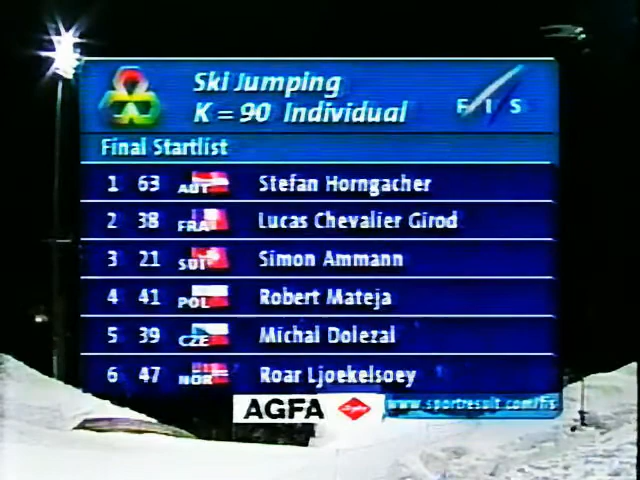 Ski Jumping
K = 90 Individual
F I S
Final Startlist
1 63 AUT Stefan Horngacher
2 38 FRA Lucas Chevalier Girod
3 21 SUI Simon Ammann
4 41 POL Robert Mateja
5 39 CZE Michal Dolezal
6 47 NOR Roar Ljoekelsoey
AGFA Agfa www.sportresult.com/fis